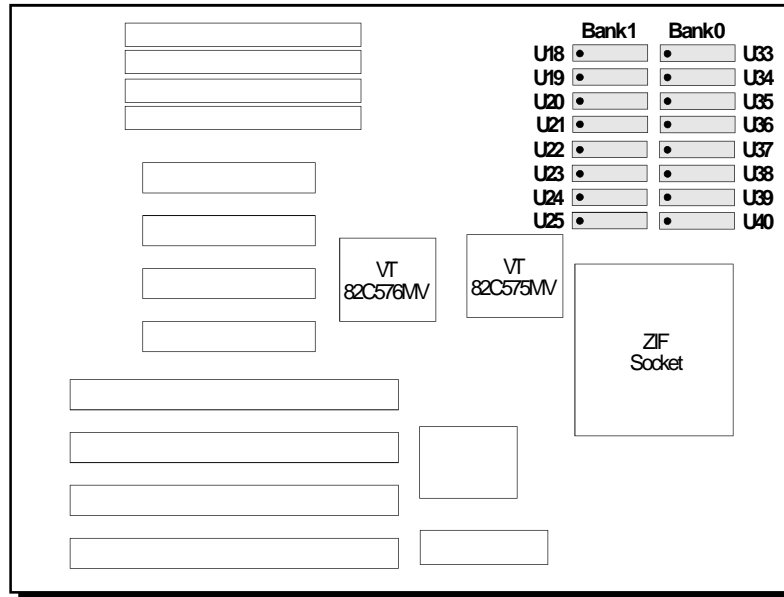 Bank1 Bank0
U18 U33
U19 U34
U20 U35
U21 U36
U22 U37
U23 U38
U24 U39
U25 U40
VT
82C576MV
VT
82C575MV
ZIF
Socket